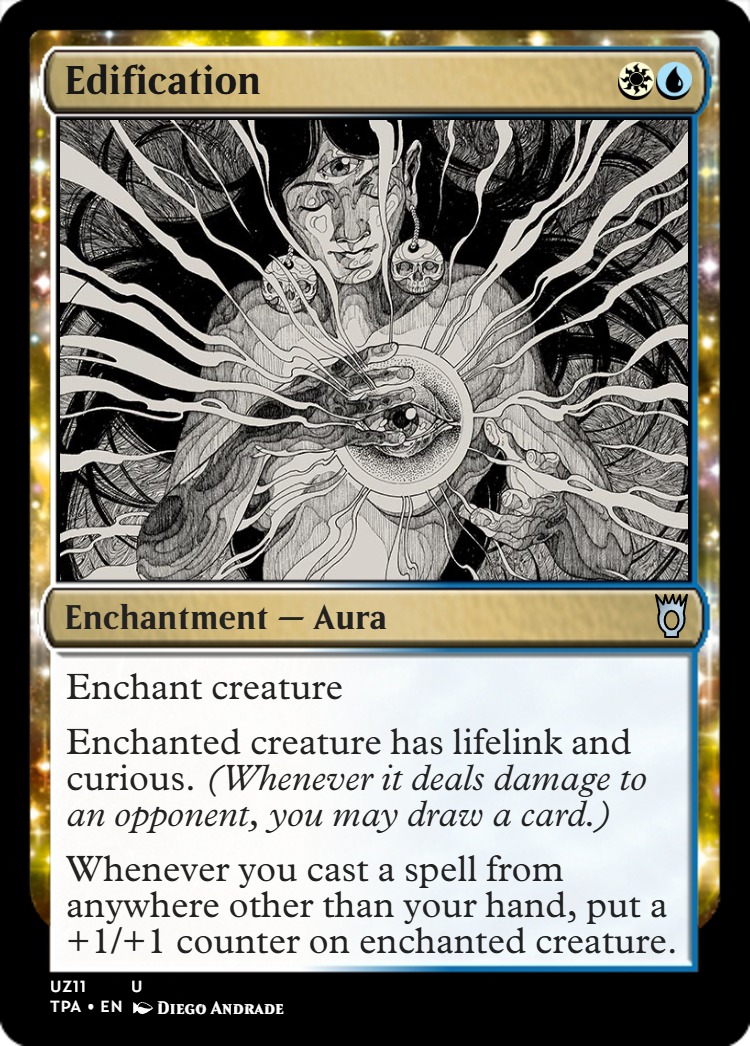 Edification
Enchantment — Aura
Enchant creature
Enchanted creature has lifelink and
curious. (Whenever it deals damage to
an opponent, you may draw a card.)
Whenever you cast a spell from
anywhere other than your hand, put a
+1/+1 counter on enchanted creature.
UZ11 U
TPA • EN DIEGO ANDRADE